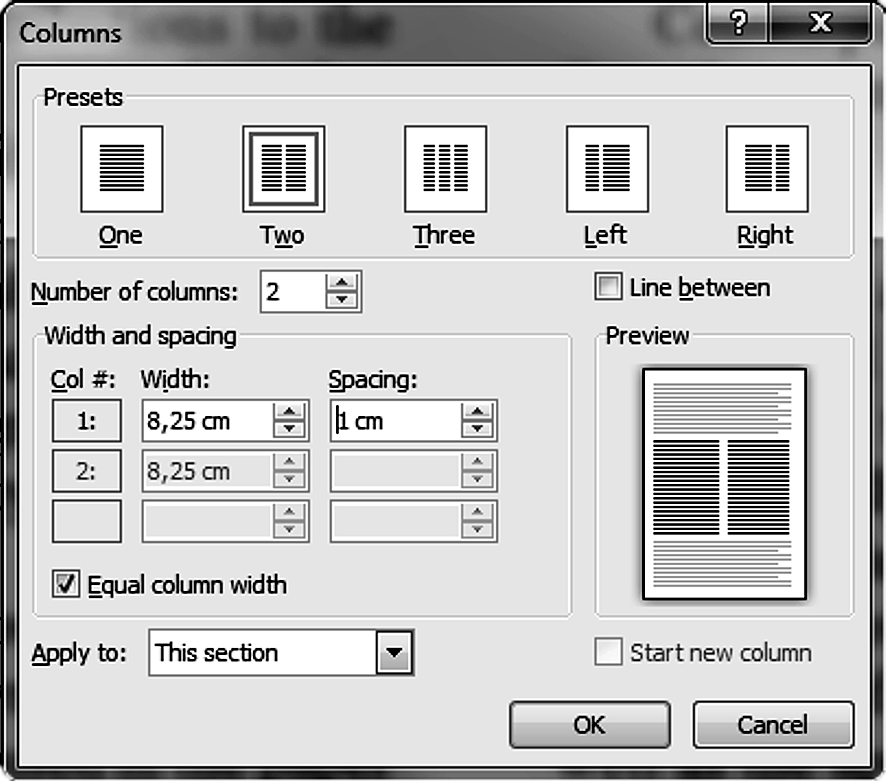 Columns
Presets
One Two Three Left Right
Number of columns: 2
Line between
Width and spacing
Col #: Width: Spacing:
1: 8,25 cm 1 cm
2: 8,25 cm
Equal column width
Preview
Apply to: This section
Start new column
OK Cancel